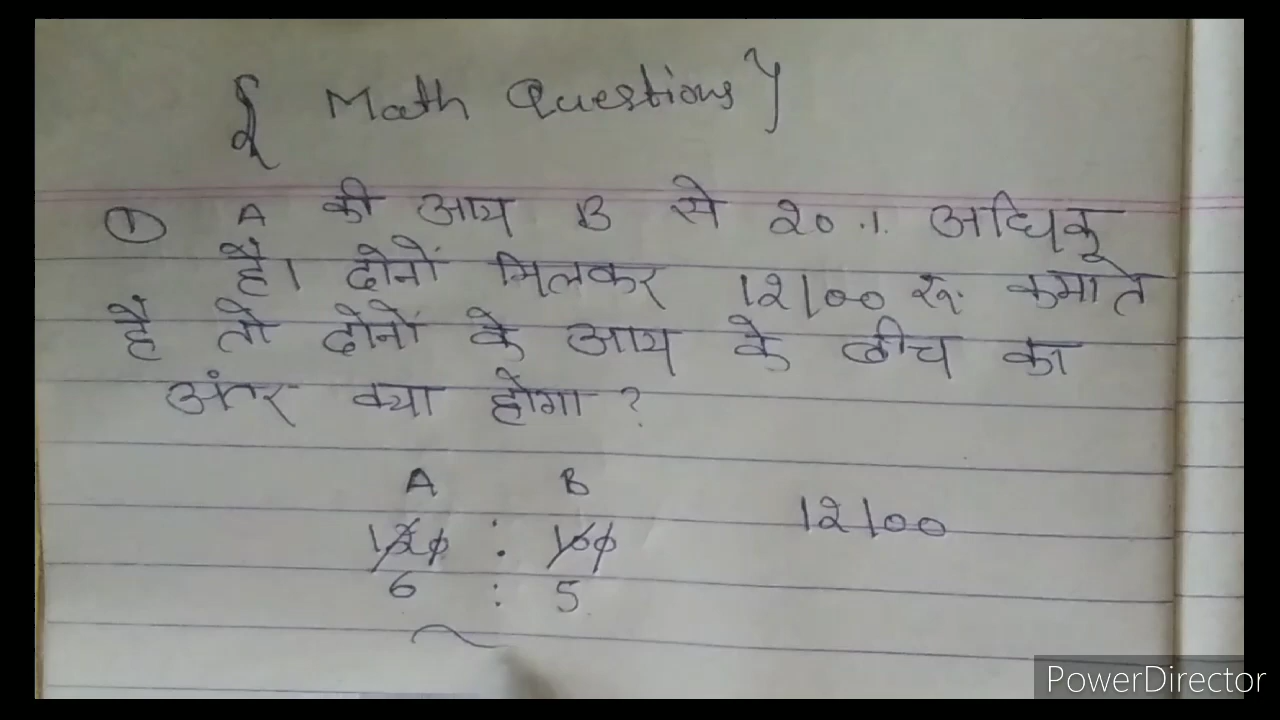 { Math Questions }
① A की आय B से 20 % अधिक
है। दोनों मिलकर 12100 रू. कमाते
है तो दोनों के आय के बीच का
अंतर क्या होगा ?
A B
120 : 100 12100
6 : 5
PowerDirector